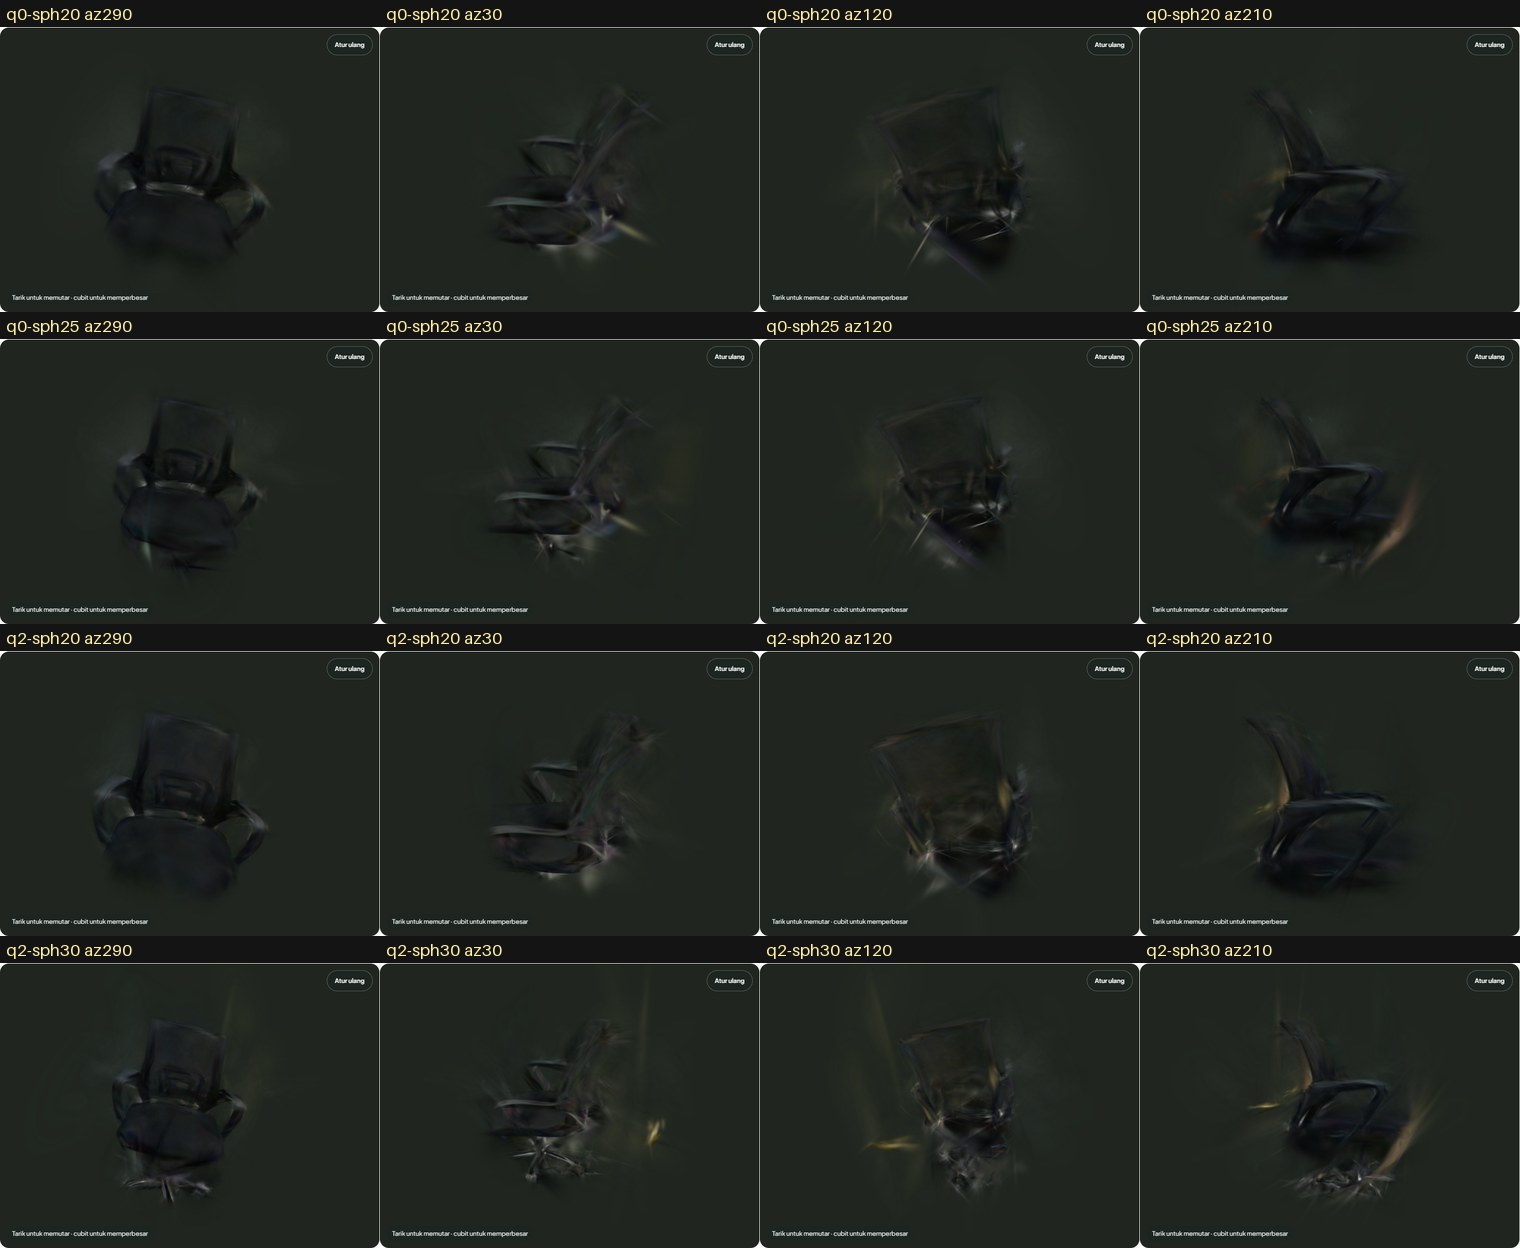 q0-sph20 az290
q0-sph20 az30
q0-sph20 az120
q0-sph20 az210
Atur ulang
Atur ulang
Atur ulang
Atur ulang
Tarik untuk memutar · cubit untuk memperbesar
Tarik untuk memutar · cubit untuk memperbesar
Tarik untuk memutar · cubit untuk memperbesar
Tarik untuk memutar · cubit untuk memperbesar
q0-sph25 az290
q0-sph25 az30
q0-sph25 az120
q0-sph25 az210
Atur ulang
Atur ulang
Atur ulang
Atur ulang
Tarik untuk memutar · cubit untuk memperbesar
Tarik untuk memutar · cubit untuk memperbesar
Tarik untuk memutar · cubit untuk memperbesar
Tarik untuk memutar · cubit untuk memperbesar
q2-sph20 az290
q2-sph20 az30
q2-sph20 az120
q2-sph20 az210
Atur ulang
Atur ulang
Atur ulang
Atur ulang
Tarik untuk memutar · cubit untuk memperbesar
Tarik untuk memutar · cubit untuk memperbesar
Tarik untuk memutar · cubit untuk memperbesar
Tarik untuk memutar · cubit untuk memperbesar
q2-sph30 az290
q2-sph30 az30
q2-sph30 az120
q2-sph30 az210
Atur ulang
Atur ulang
Atur ulang
Atur ulang
Tarik untuk memutar · cubit untuk memperbesar
Tarik untuk memutar · cubit untuk memperbesar
Tarik untuk memutar · cubit untuk memperbesar
Tarik untuk memutar · cubit untuk memperbesar